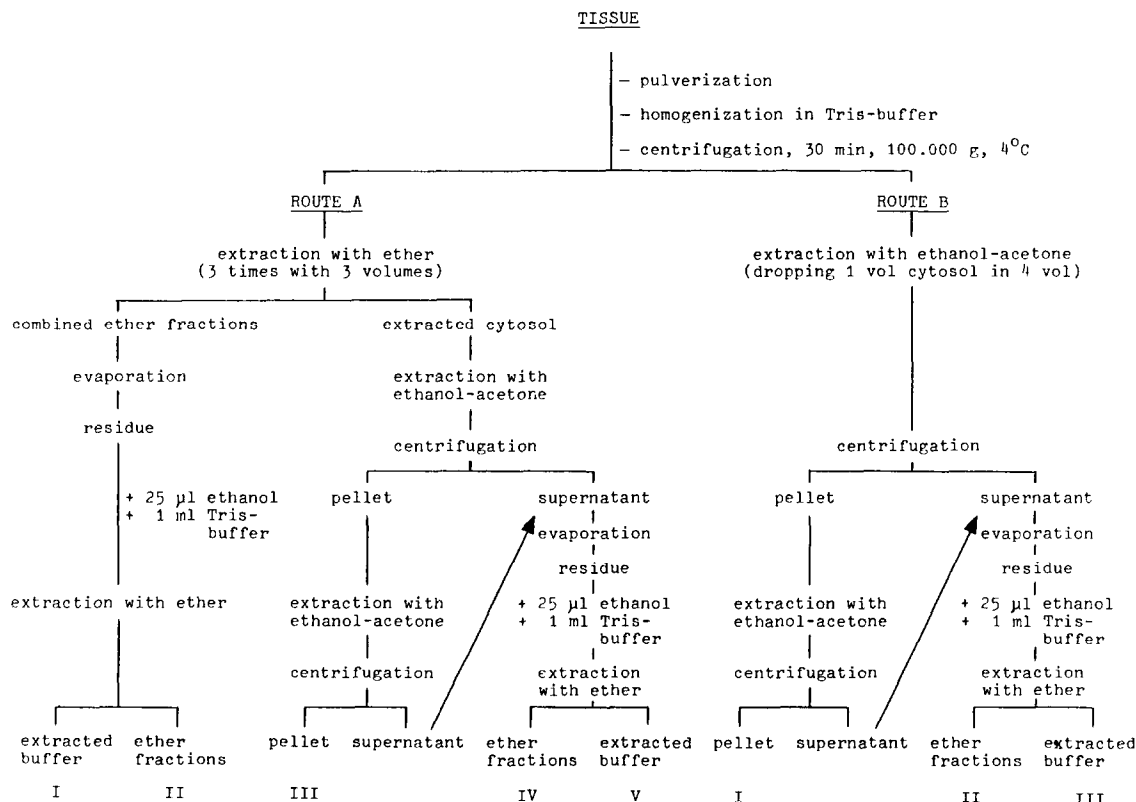 TISSUE
- pulverization
- homogenization in Tris-buffer
- centrifugation, 30 min, 100.000 g, 4°C
ROUTE A
extraction with ether
(3 times with 3 volumes)
combined ether fractions
evaporation
residue
+ 25 µl ethanol
+ 1 ml Tris-
buffer
extraction with ether
extracted
buffer
I
ether
fractions
II
extracted cytosol
extraction with
ethanol-acetone
centrifugation
pellet
extraction with
ethanol-acetone
centrifugation
pellet
III
supernatant
supernatant
evaporation
residue
+ 25 µl ethanol
+ 1 ml Tris-
buffer
extraction
with ether
ether
fractions
IV
extracted
buffer
V
ROUTE B
extraction with ethanol-acetone
(dropping 1 vol cytosol in 4 vol)
centrifugation
pellet
extraction with
ethanol-acetone
centrifugation
pellet
I
supernatant
supernatant
evaporation
residue
+ 25 µl ethanol
+ 1 ml Tris-
buffer
extraction
with ether
ether
fractions
II
extracted
buffer
III